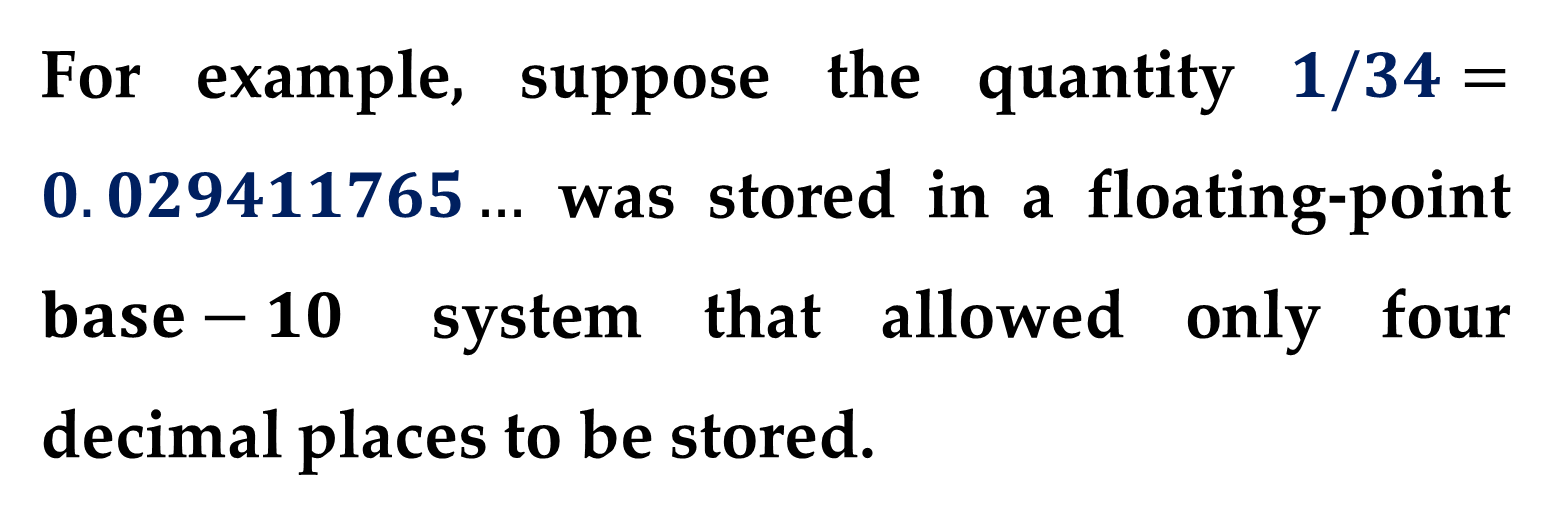 For example, suppose the quantity 1/34 =
0.029411765 … was stored in a floating-point
base − 10 system that allowed only four
decimal places to be stored.